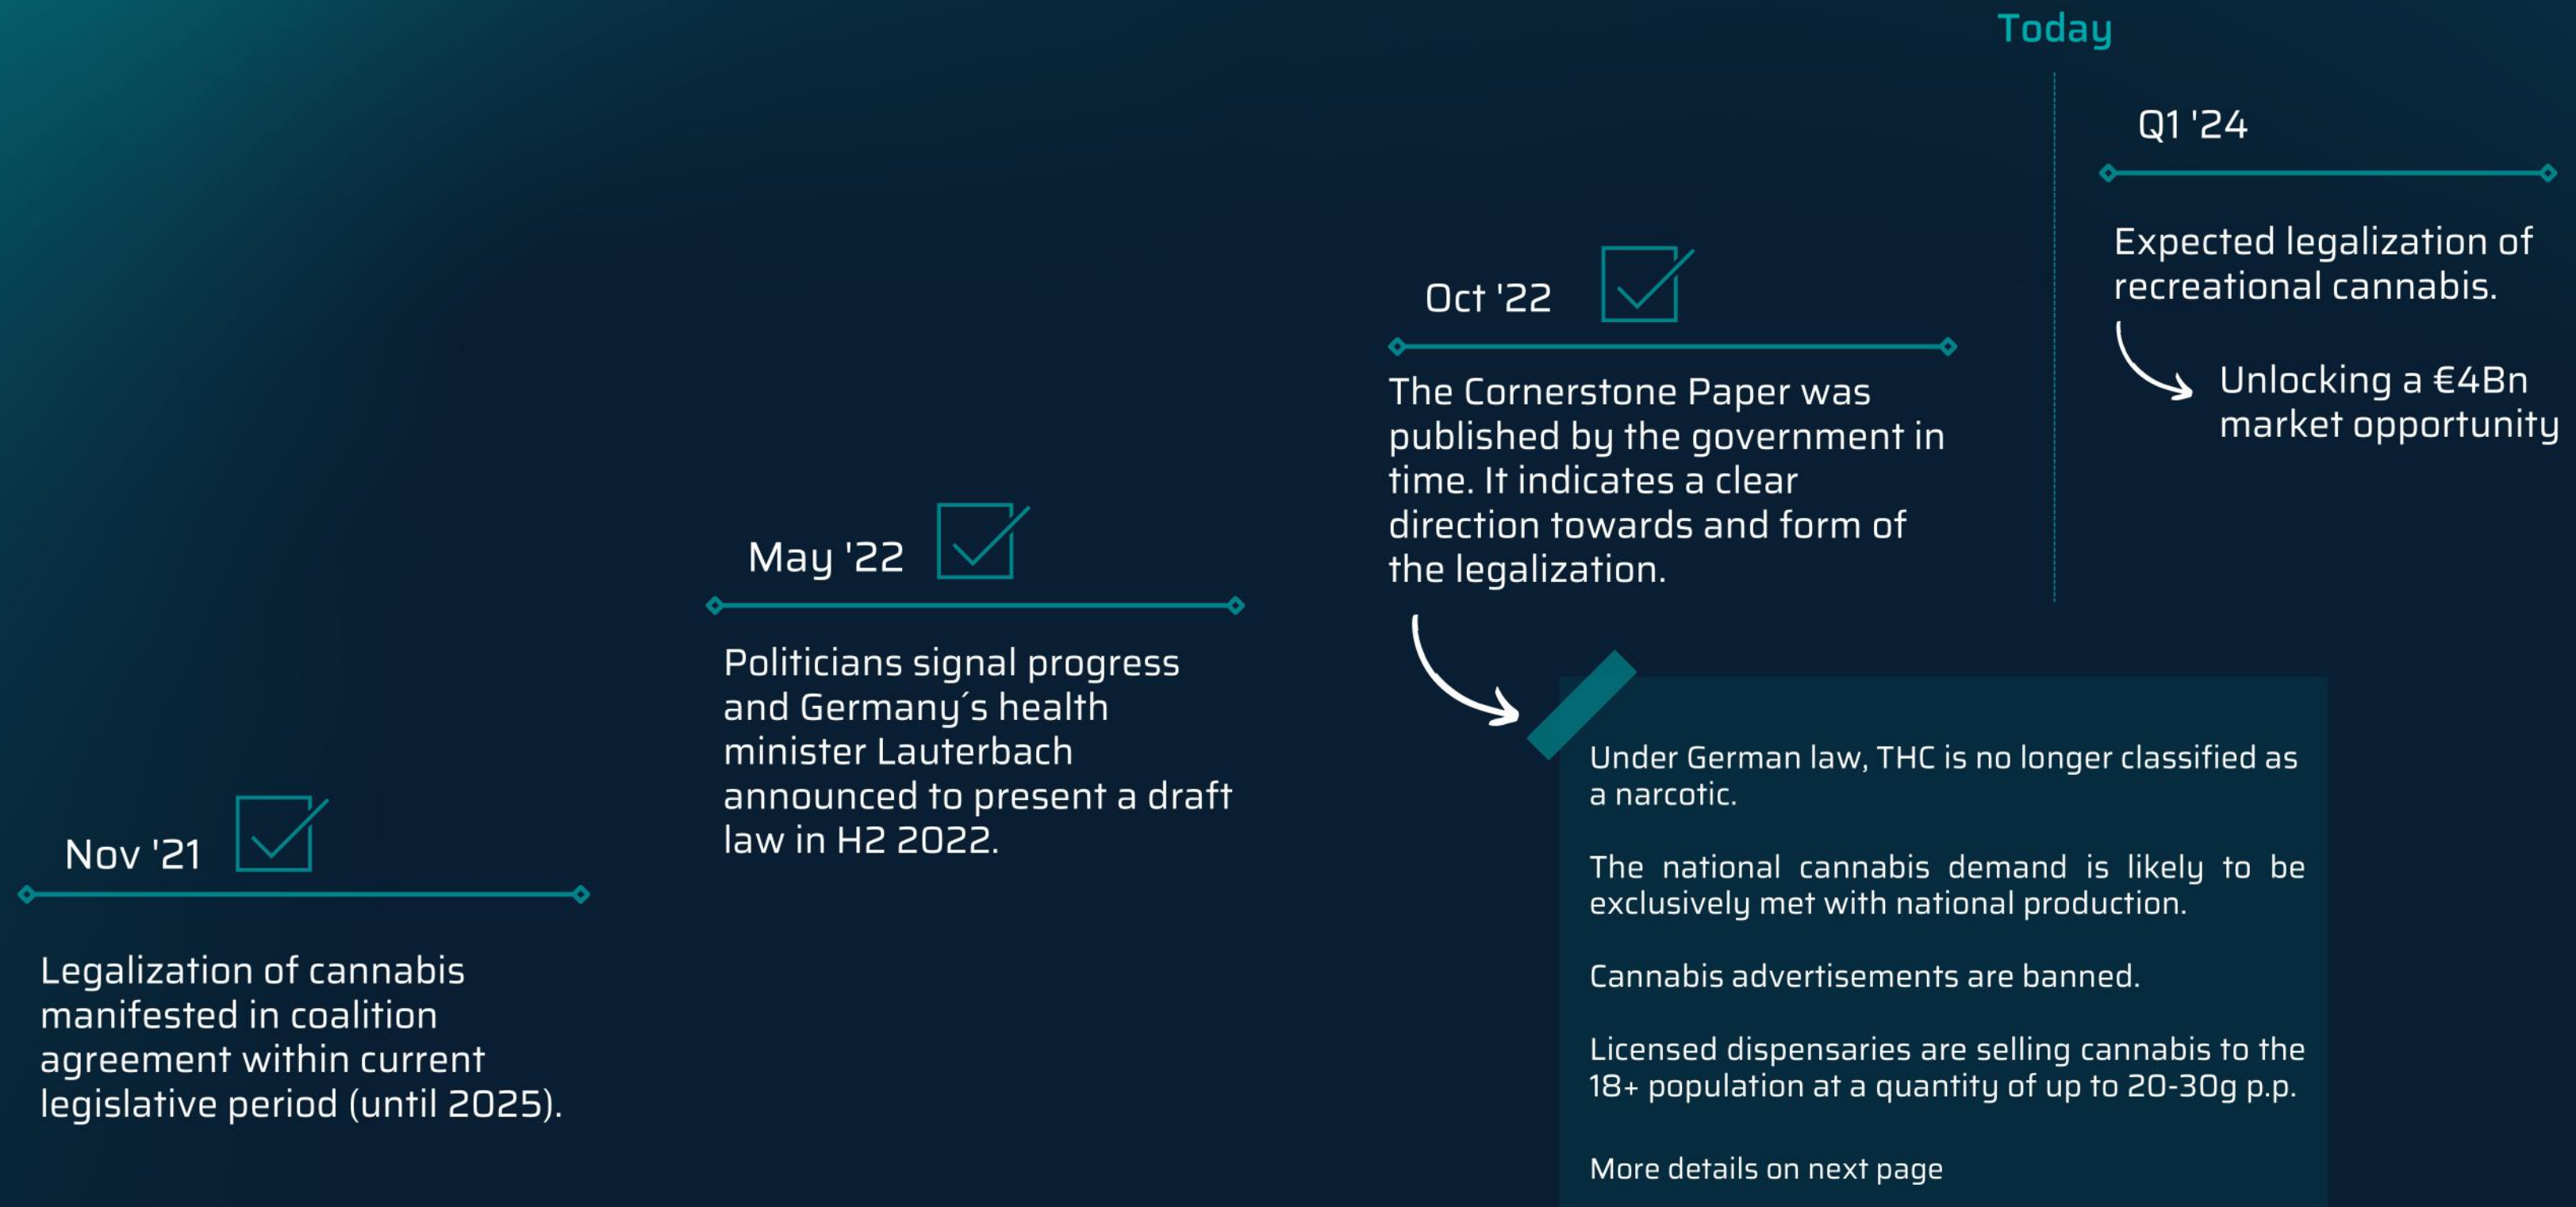 Today
Nov '21
Legalization of cannabis
manifested in coalition
agreement within current
legislative period (until 2025).
May '22
Politicians signal progress
and Germany´s health
minister Lauterbach
announced to present a draft
law in H2 2022.
Oct '22
The Cornerstone Paper was
published by the government in
time. It indicates a clear
direction towards and form of
the legalization.
Under German law, THC is no longer classified as
a narcotic.
The national cannabis demand is likely to be
exclusively met with national production.
Cannabis advertisements are banned.
Licensed dispensaries are selling cannabis to the
18+ population at a quantity of up to 20-30g p.p.
More details on next page
Q1 '24
Expected legalization of
recreational cannabis.
Unlocking a €4Bn
market opportunity